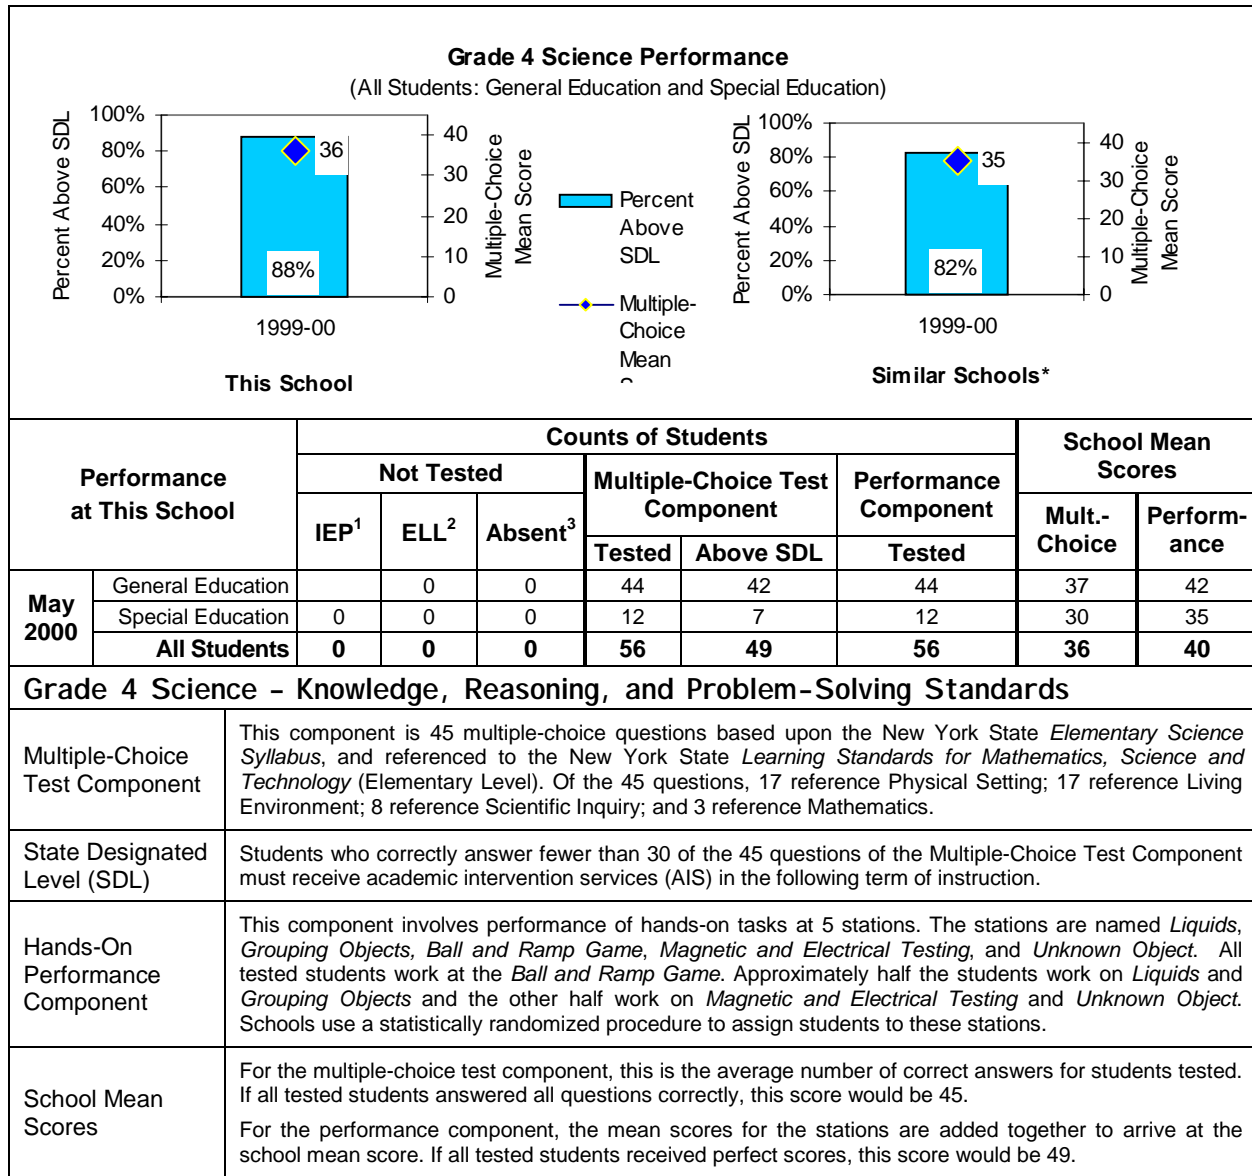 Grade 4 Science Performance
(All Students: General Education and Special Education)
Percent Above SDL
100%
80%
60%
40%
20%
0%
36
88%
40
30
20
10
0
Multiple-Choice
Mean Score
1999-00
This School
Percent
Above
SDL
Multiple-
Choice
Mean
Percent Above SDL
100%
80%
60%
40%
20%
0%
35
82%
40
30
20
10
0
Multiple-Choice
Mean Score
1999-00
Similar Schools*
Performance
at This School
Counts of Students
School Mean
Scores
Not Tested
Multiple-Choice Test
Component
Performance
Component
IEP1 ELL2 Absent3
Tested Above SDL Tested
Mult.-
Choice
Perform-
ance
May
2000
General Education 0 0 44 42 44 37 42
Special Education 0 0 0 12 7 12 30 35
All Students 0 0 0 56 49 56 36 40
Grade 4 Science – Knowledge, Reasoning, and Problem-Solving Standards
Multiple-Choice
Test Component
This component is 45 multiple-choice questions based upon the New York State Elementary Science
Syllabus, and referenced to the New York State Learning Standards for Mathematics, Science and
Technology (Elementary Level). Of the 45 questions, 17 reference Physical Setting; 17 reference Living
Environment; 8 reference Scientific Inquiry; and 3 reference Mathematics.
State Designated
Level (SDL)
Students who correctly answer fewer than 30 of the 45 questions of the Multiple-Choice Test Component
must receive academic intervention services (AIS) in the following term of instruction.
Hands-On
Performance
Component
This component involves performance of hands-on tasks at 5 stations. The stations are named Liquids,
Grouping Objects, Ball and Ramp Game, Magnetic and Electrical Testing, and Unknown Object. All
tested students work at the Ball and Ramp Game. Approximately half the students work on Liquids and
Grouping Objects and the other half work on Magnetic and Electrical Testing and Unknown Object.
Schools use a statistically randomized procedure to assign students to these stations.
School Mean
Scores
For the multiple-choice test component, this is the average number of correct answers for students tested.
If all tested students answered all questions correctly, this score would be 45.
For the performance component, the mean scores for the stations are added together to arrive at the
school mean score. If all tested students received perfect scores, this score would be 49.